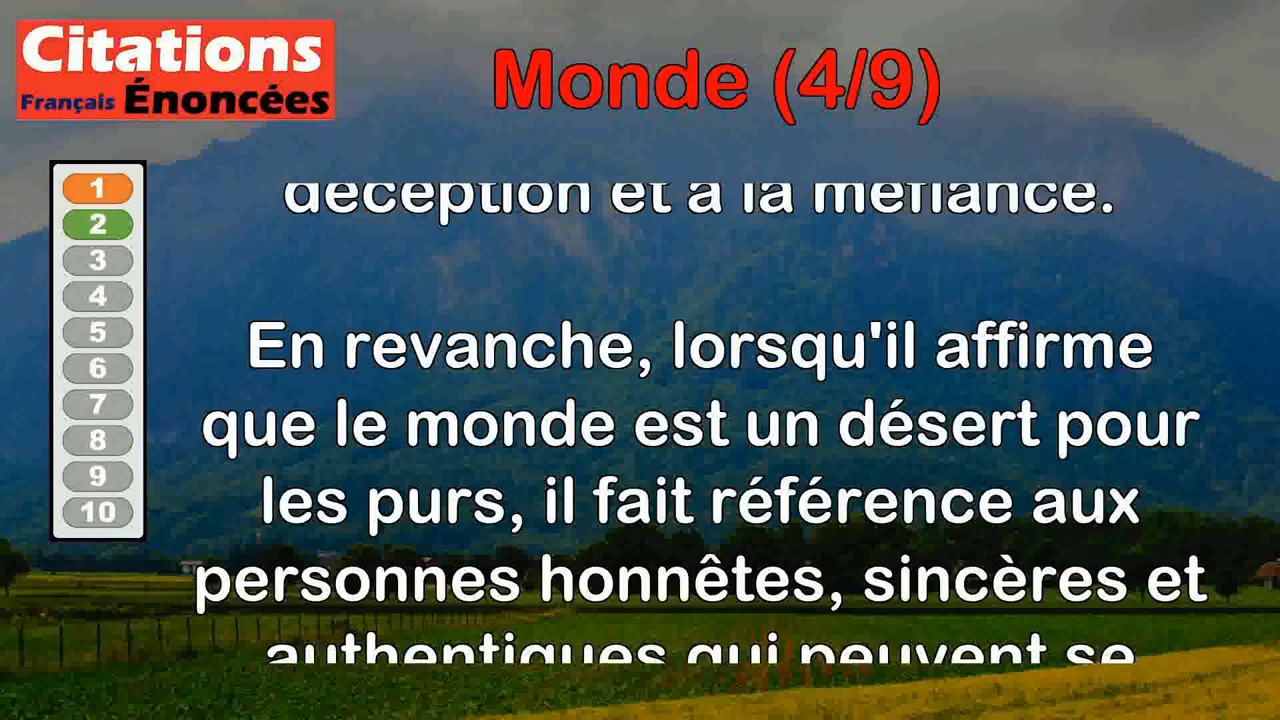 Citations
Français Énoncées
Monde (4/9)
1
2
3
4
5
6
7
8
9
10
déception et à la méfiance.
En revanche, lorsqu'il affirme
que le monde est un désert pour
les purs, il fait référence aux
personnes honnêtes, sincères et
authentiques qui peuvent se